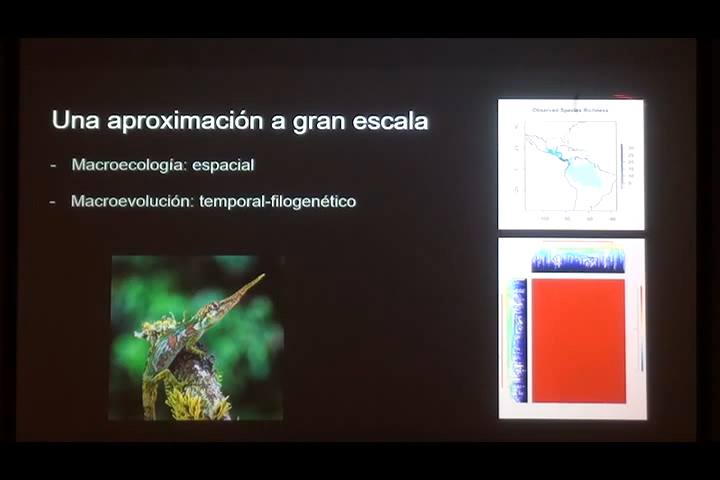 Una aproximación a gran escala
- Macroecología: espacial
- Macroevolución: temporal-filogenético
Observed Species Richness